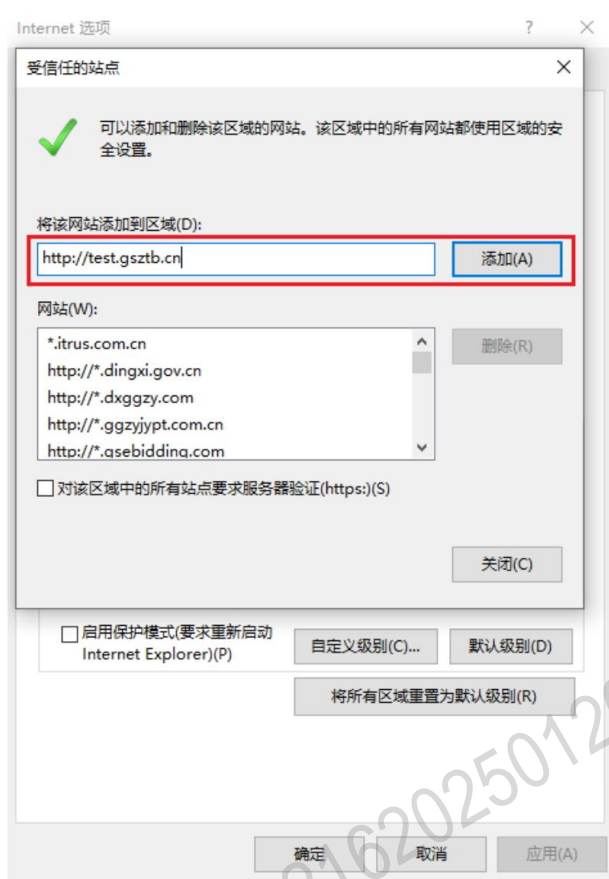 Internet 选项
?
受信任的站点
可以添加和删除该区域的网站。该区域中的所有网站都使用区域的安
全设置。
将该网站添加到区域(D):
http://test.gsztb.cn
添加(A)
网站(W):
*.itrus.com.cn
删除(R)
http://*.dingxi.gov.cn
http://*.dxggzy.com
http://*.ggzyjypt.com.cn
http://*.gsebidding.com
对该区域中的所有站点要求服务器验证(https:)(S)
关闭(C)
启用保护模式(要求重新启动
Internet Explorer)(P)
自定义级别(C)...
默认级别(D)
将所有区域重置为默认级别(R)
确定
取消
应用(A)